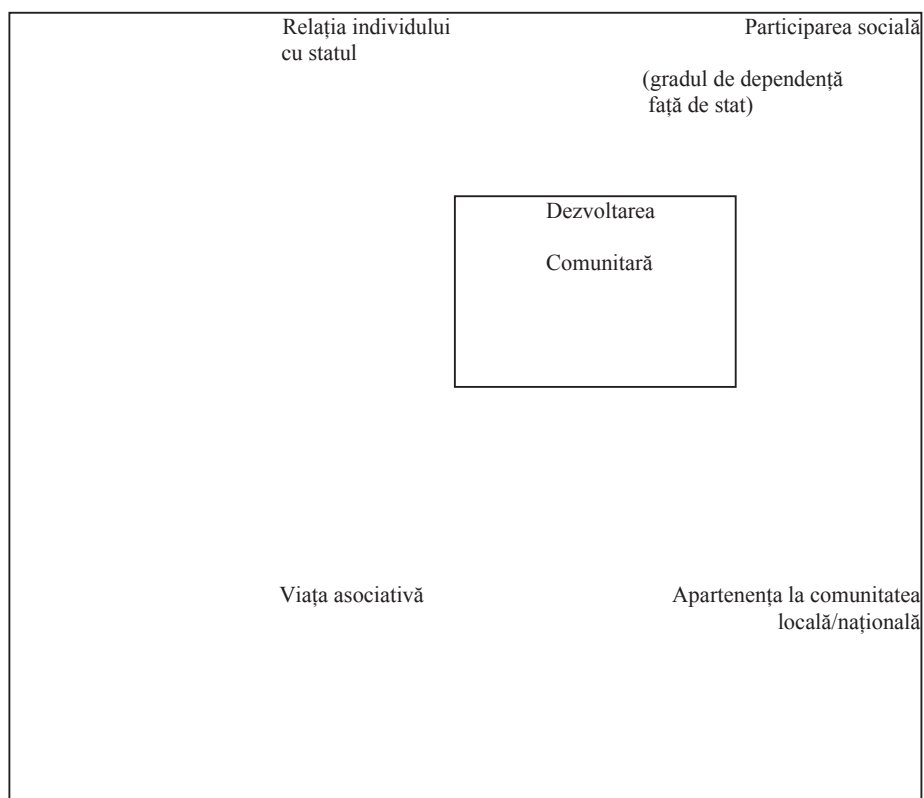 Relația individului
cu statul
Participarea socială
(gradul de dependență
față de stat)
Dezvoltarea
Comunitară
Viața asociativă
Apartenența la comunitatea
locală/națională